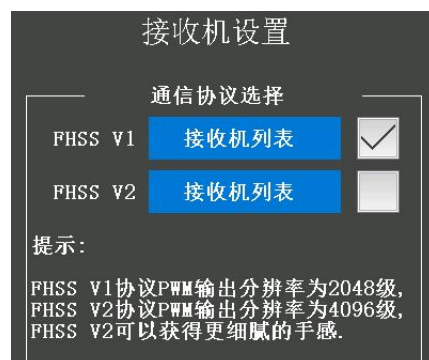 接收机设置
通信协议选择
FHSS V1 接收机列表
FHSS V2 接收机列表
提示:
FHSS V1协议PWM输出分辨率为2048级,
FHSS V2协议PWM输出分辨率为4096级,
FHSS V2可以获得更细腻的手感.